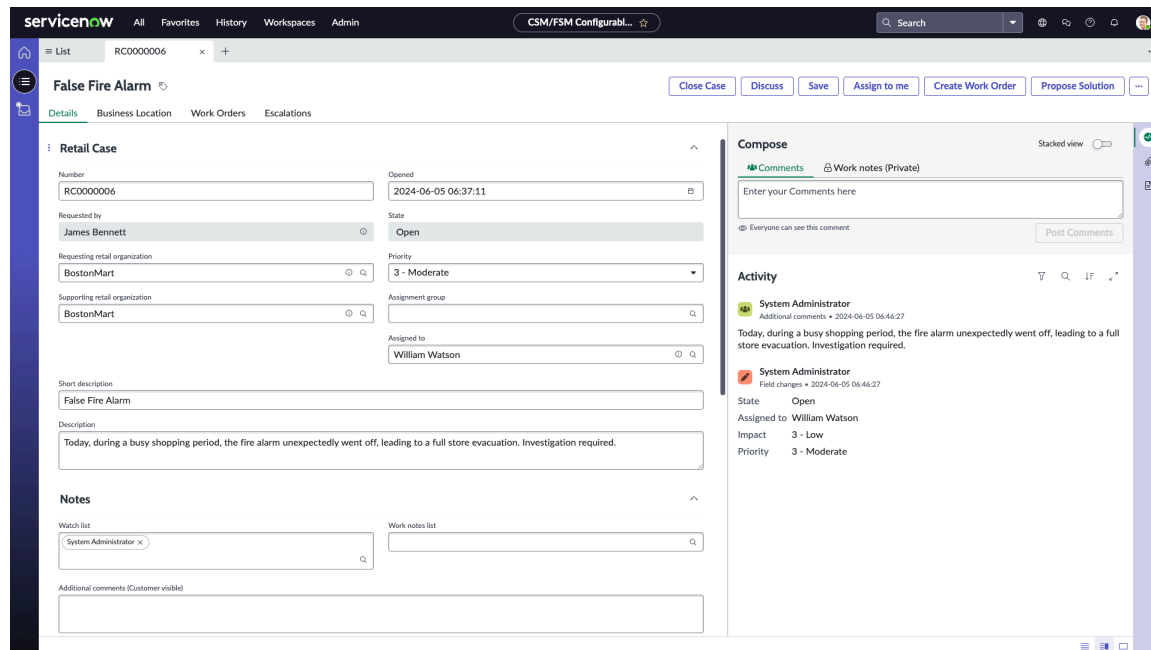 servicenow All Favorites History Workspaces Admin CSM/FSM Configurabl... Search
List RC0000006 × +
False Fire Alarm Close Case Discuss Save Assign to me Create Work Order Propose Solution ...
Details Business Location Work Orders Escalations
Retail Case
Number Opened
RC0000006 2024-06-05 06:37:11
Requested by State
James Bennett Open
Requesting retail organization Priority
BostonMart 3 - Moderate
Supporting retail organization Assignment group
BostonMart
Assigned to
William Watson
Short description
False Fire Alarm
Description
Today, during a busy shopping period, the fire alarm unexpectedly went off, leading to a full store evacuation. Investigation required.
Notes
Watch list Work notes list
System Administrator ×
Additional comments (Customer visible)
Compose Stacked view
Comments Work notes (Private)
Enter your Comments here
Everyone can see this comment Post Comments
Activity
System Administrator
Additional comments • 2024-06-05 06:46:27
Today, during a busy shopping period, the fire alarm unexpectedly went off, leading to a full
store evacuation. Investigation required.
System Administrator
Field changes • 2024-06-05 06:46:27
State Open
Assigned to William Watson
Impact 3 - Low
Priority 3 - Moderate